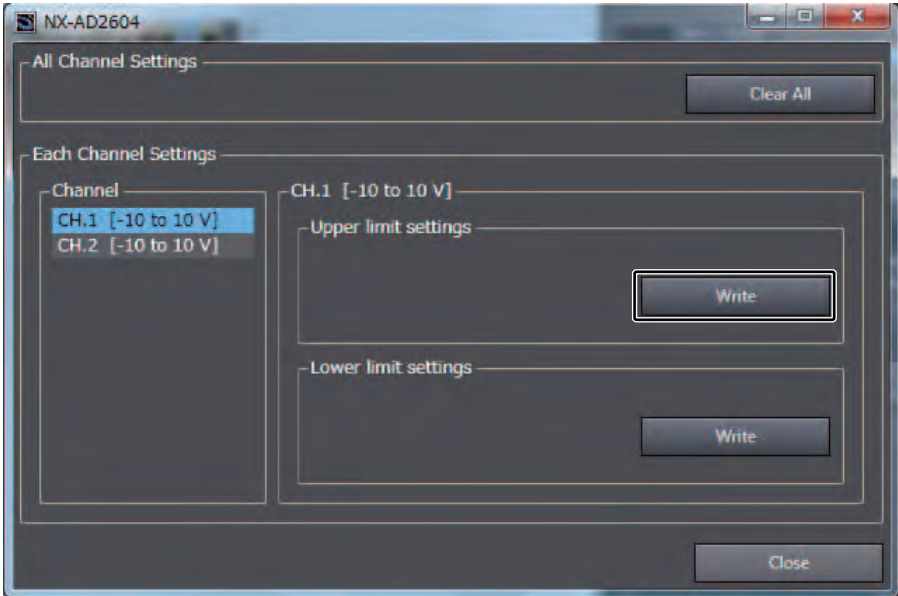 NX-AD2604
All Channel Settings
Clear All
Each Channel Settings
Channel
CH.1 [-10 to 10 V]
CH.2 [-10 to 10 V]
CH.1 [-10 to 10 V]
Upper limit settings
Write
Lower limit settings
Write
Close